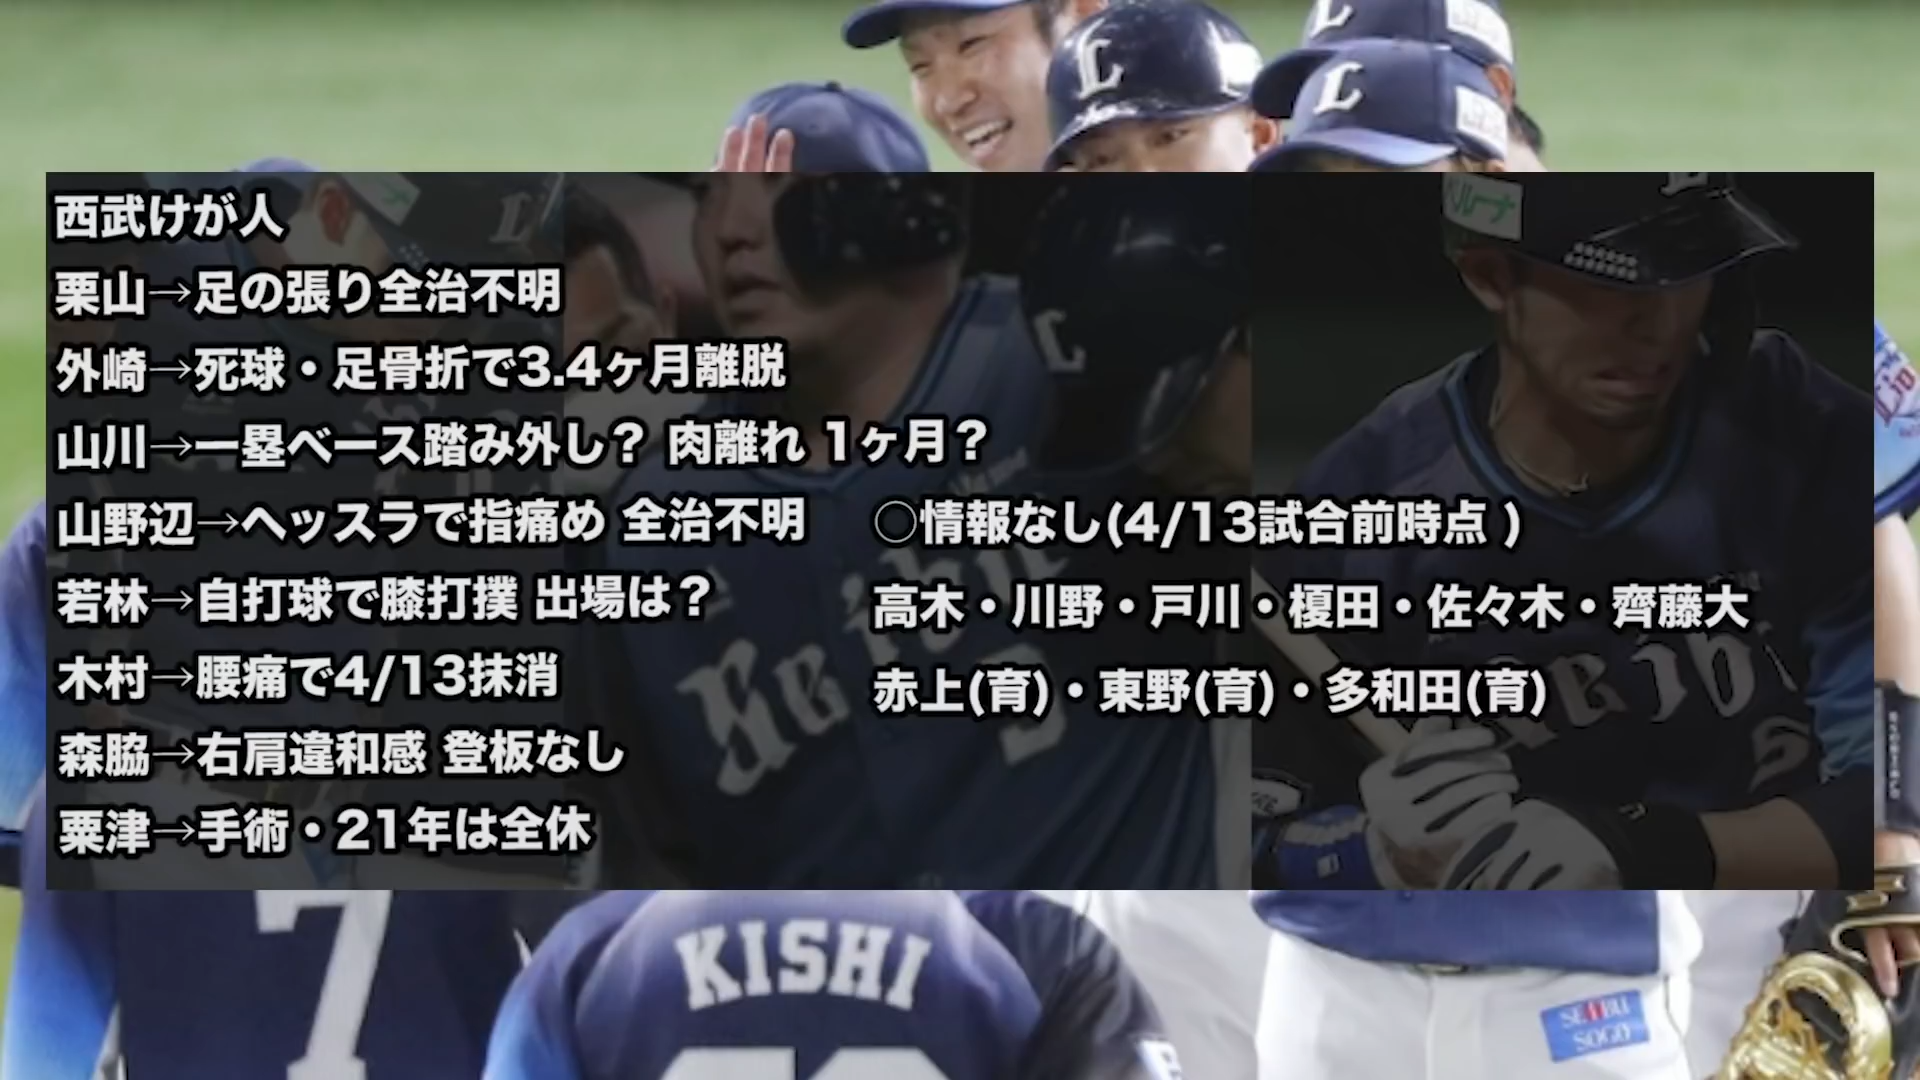 西武けが人
栗山→足の張り全治不明
外崎→死球・足骨折で3.4ヶ月離脱
山川→一塁ベース踏み外し? 肉離れ 1ヶ月?
山野辺→ヘッスラで指痛め 全治不明
若林→自打球で膝打撲 出場は?
木村→腰痛で4/13抹消
森脇→右肩違和感 登板なし
粟津→手術・21年は全休
○情報なし(4/13試合前時点 )
高木・川野・戸川・榎田・佐々木・齊藤大
赤上(育)・東野(育)・多和田(育)
L
L
L
Seibu
Seibu
5
7
KISHI
SEIBU
SOGO